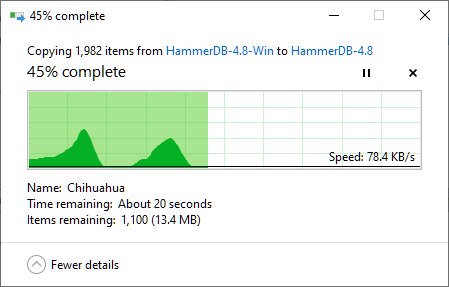 45% complete
Copying 1,982 items from HammerDB-4.8-Win to HammerDB-4.8
45% complete
Speed: 78.4 KB/s
Name: Chihuahua
Time remaining: About 20 seconds
Items remaining: 1,100 (13.4 MB)
Fewer details